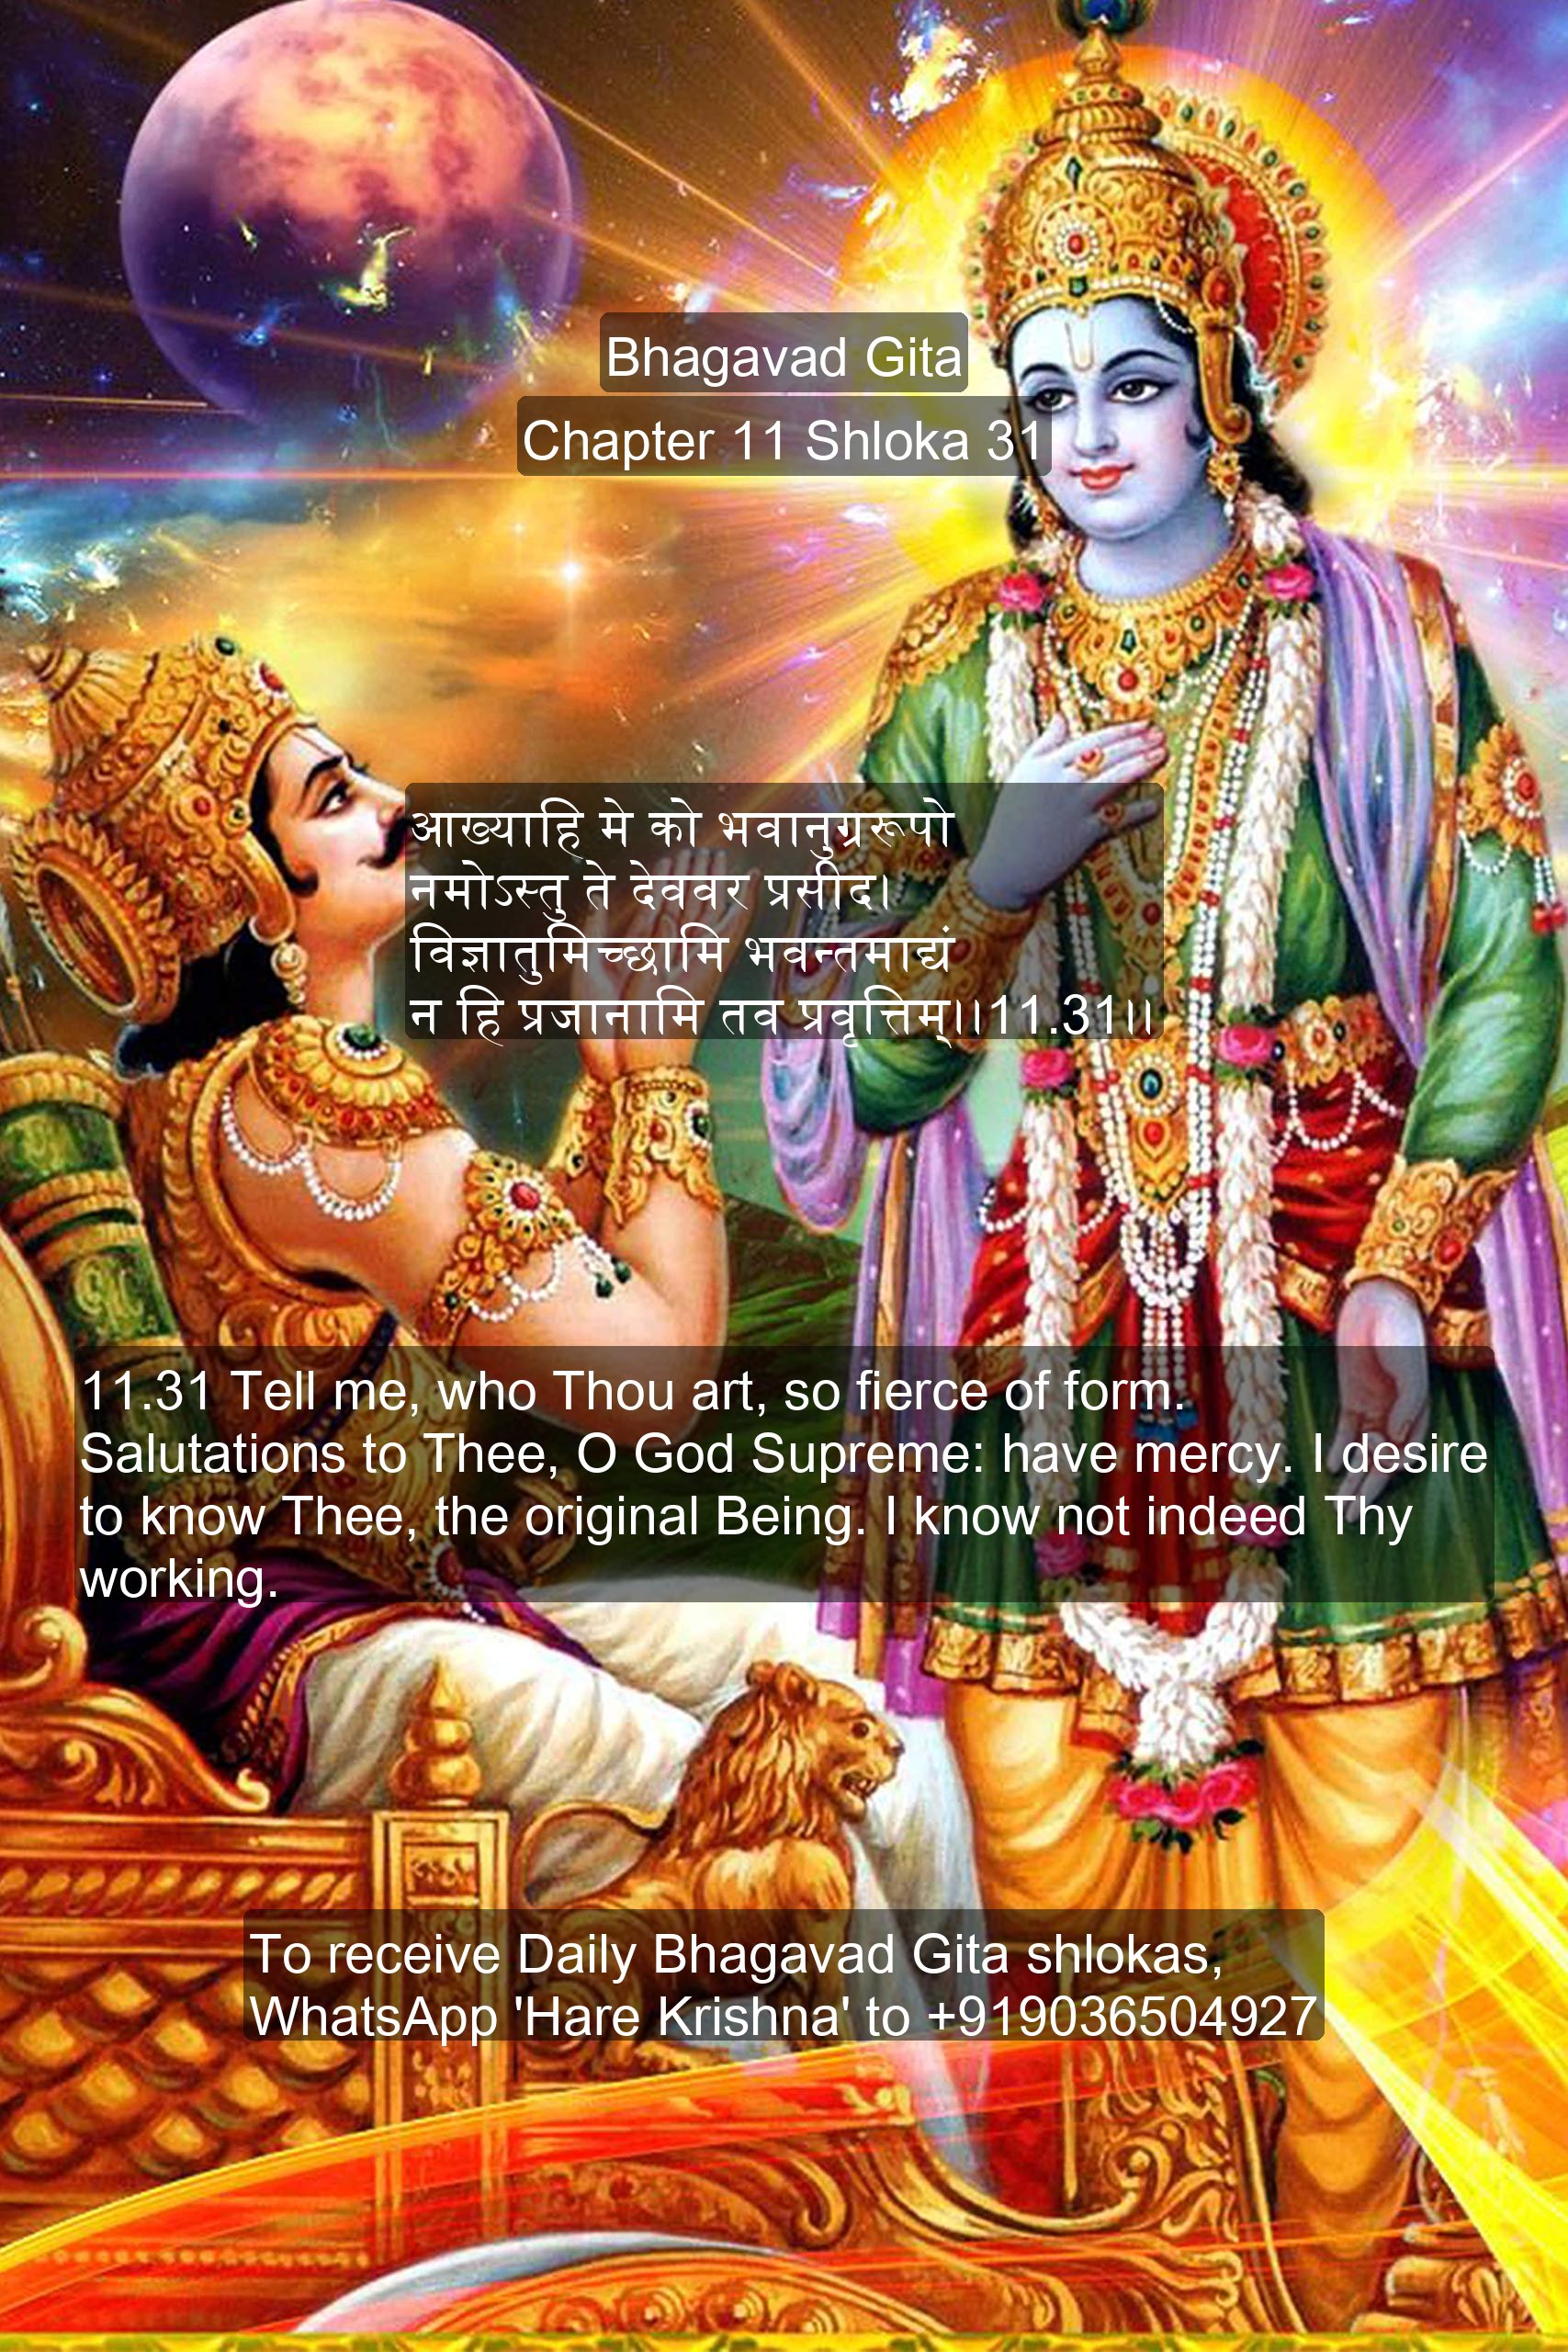 Bhagavad Gita
Chapter 11 Shloka 31
आख्याहि मे को भवानुग्ररूपो
नमोऽस्तु ते देववर प्रसीद।
विज्ञातुमिच्छामि भवन्तमाद्यं
न हि प्रजानामि तव प्रवृत्तिम्।।11.31।।
11.31 Tell me, who Thou art, so fierce of form.
Salutations to Thee, O God Supreme: have mercy. I desire
to know Thee, the original Being. I know not indeed Thy
working.
To receive Daily Bhagavad Gita shlokas,
WhatsApp 'Hare Krishna' to +919036504927